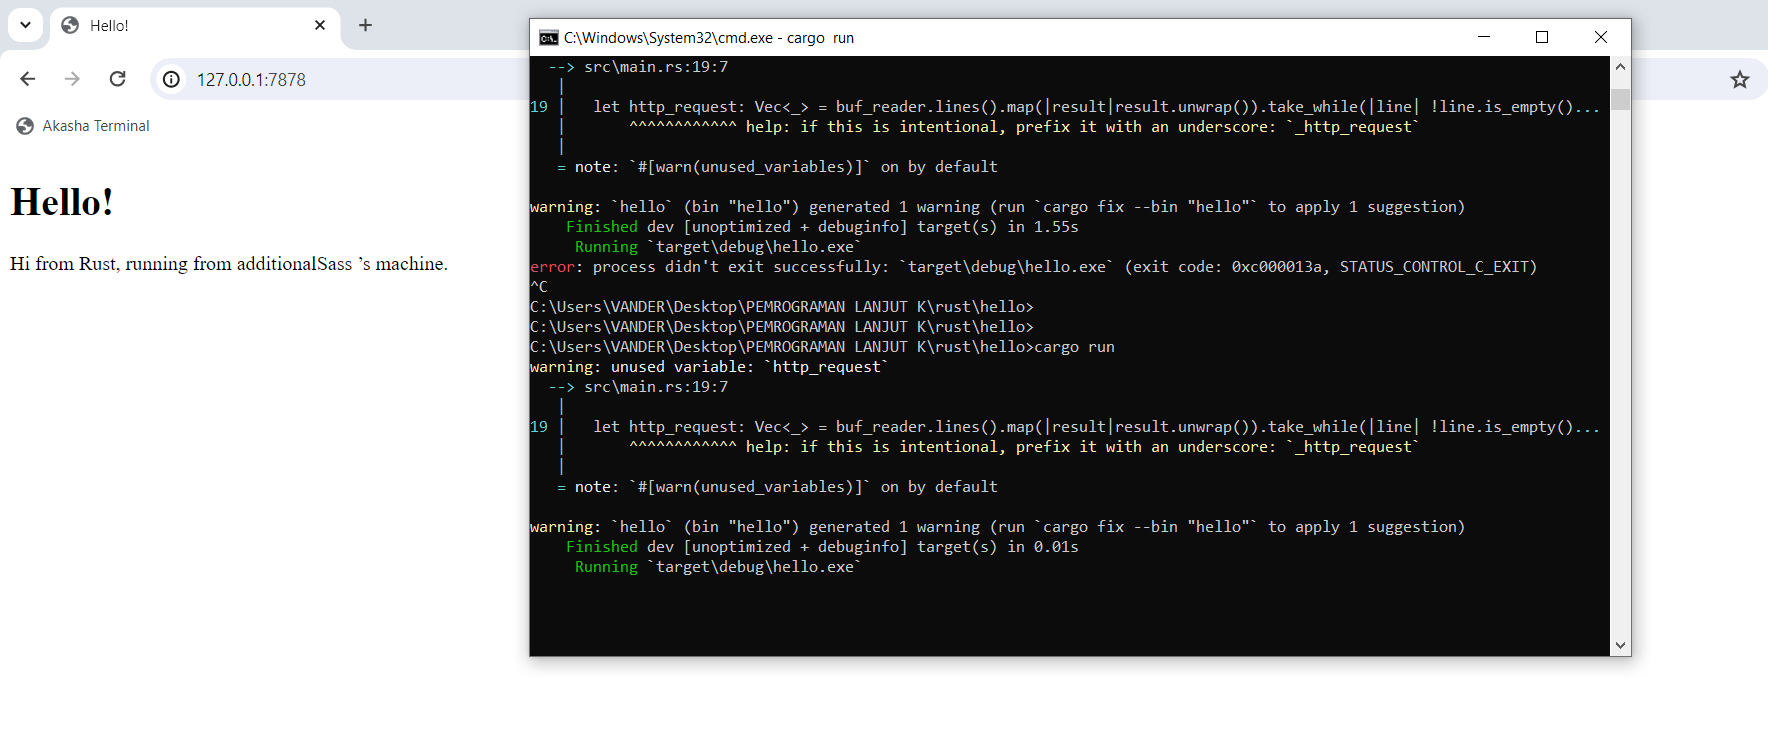 Hello!
127.0.0.1:7878
Akasha Terminal
Hello!
Hi from Rust, running from additionalSass ’s machine.
C:\Windows\System32\cmd.exe - cargo  run
--> src\main.rs:19:7
|
19 |   let http_request: Vec<_> = buf_reader.lines().map(|result|result.unwrap()).take_while(|line| !line.is_empty()...
|       ^^^^^^^^^^^^ help: if this is intentional, prefix it with an underscore: `_http_request`
|
= note: `#[warn(unused_variables)]` on by default
warning: `hello` (bin "hello") generated 1 warning (run `cargo fix --bin "hello"` to apply 1 suggestion)
Finished dev [unoptimized + debuginfo] target(s) in 1.55s
Running `target\debug\hello.exe`
error: process didn't exit successfully: `target\debug\hello.exe` (exit code: 0xc000013a, STATUS_CONTROL_C_EXIT)
^C
C:\Users\VANDER\Desktop\PEMROGRAMAN LANJUT K\rust\hello>
C:\Users\VANDER\Desktop\PEMROGRAMAN LANJUT K\rust\hello>
C:\Users\VANDER\Desktop\PEMROGRAMAN LANJUT K\rust\hello>cargo run
warning: unused variable: `http_request`
--> src\main.rs:19:7
|
19 |   let http_request: Vec<_> = buf_reader.lines().map(|result|result.unwrap()).take_while(|line| !line.is_empty()...
|       ^^^^^^^^^^^^ help: if this is intentional, prefix it with an underscore: `_http_request`
|
= note: `#[warn(unused_variables)]` on by default
warning: `hello` (bin "hello") generated 1 warning (run `cargo fix --bin "hello"` to apply 1 suggestion)
Finished dev [unoptimized + debuginfo] target(s) in 0.01s
Running `target\debug\hello.exe`